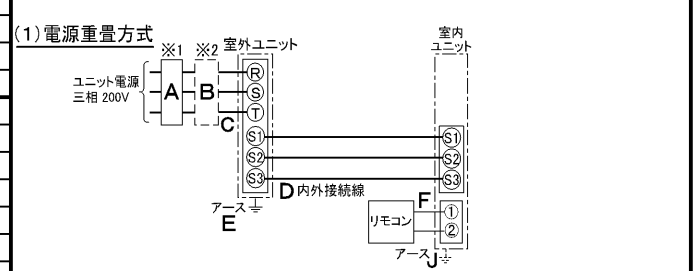 (1)電源重畳方式
※1
※2
室外ユニット
室内
ユニット
ユニット電源
三相 200V
A
B
C
R
S
T
S1
S2
S3
S1
S2
S3
D 内外接続線
アース
E
F
リモコン
1
2
アース
J